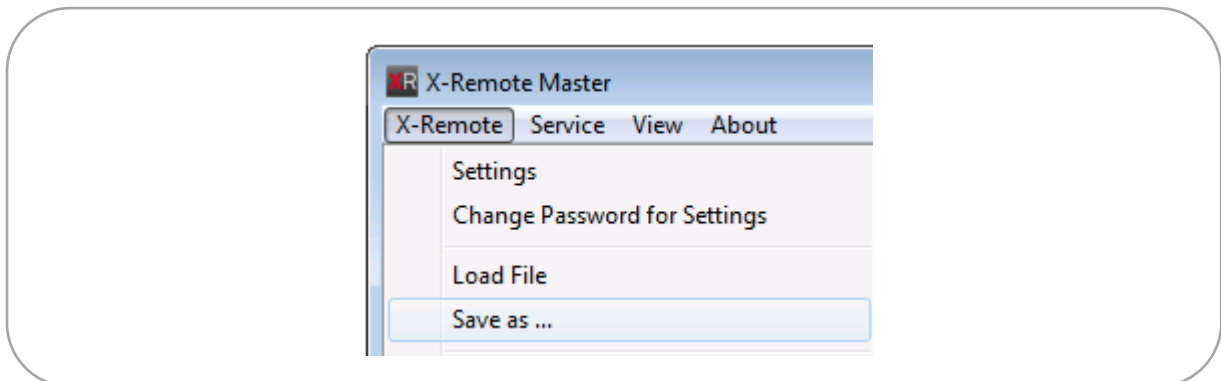 XR X-Remote Master
X-Remote Service View About
Settings
Change Password for Settings
Load File
Save as ...